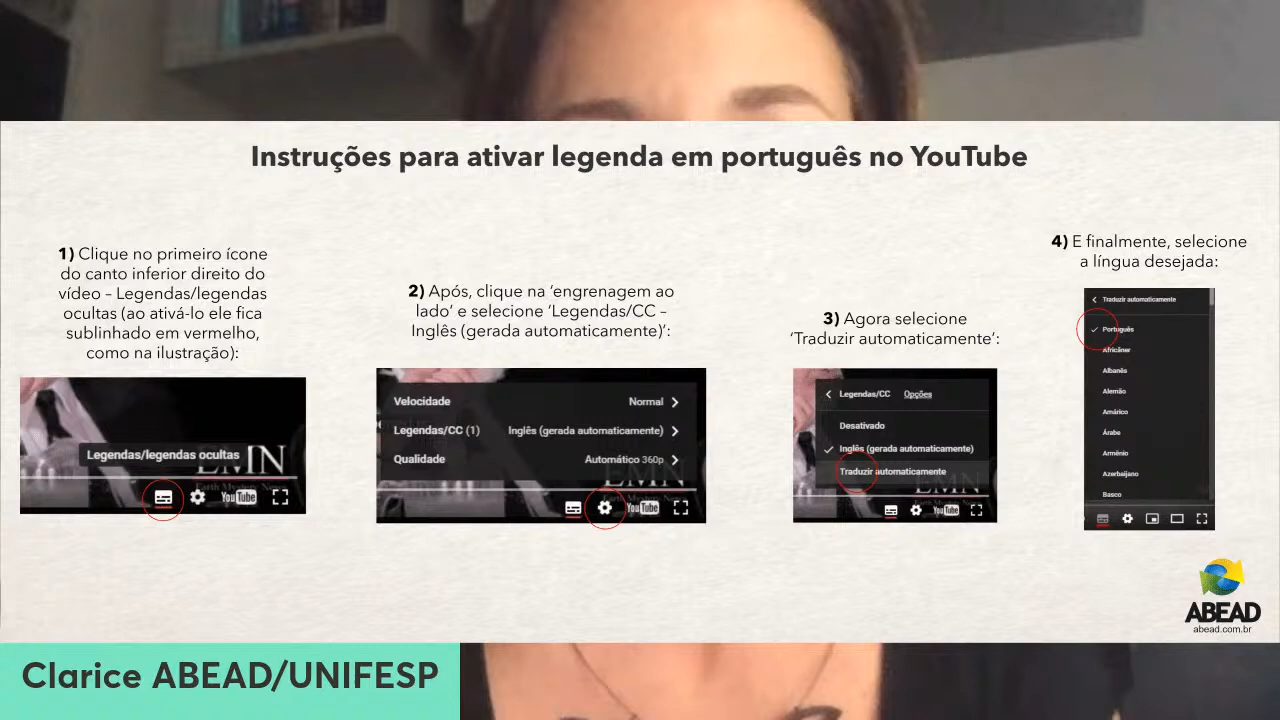 Instruções para ativar legenda em português no YouTube
1) Clique no primeiro ícone
do canto inferior direito do
vídeo – Legendas/legendas
ocultas (ao ativá-lo ele fica
sublinhado em vermelho,
como na ilustração):
Legendas/legendas ocultas
EMN
YouTube
2) Após, clique na ‘engrenagem ao
lado’ e selecione ‘Legendas/CC –
Inglês (gerada automaticamente)’:
Velocidade Normal
Legendas/CC (1) Inglês (gerada automaticamente)
Qualidade Automático 360p
YouTube
3) Agora selecione
‘Traduzir automaticamente’:
Legendas/CC Opções
Desativado
Inglês (gerada automaticamente)
Traduzir automaticamente
EMN
YouTube
4) E finalmente, selecione
a língua desejada:
Traduzir automaticamente
Português
Africâner
Albanês
Alemão
Amárico
Árabe
Armênio
Azerbaijano
Basco
ABEAD
abead.com.br
Clarice ABEAD/UNIFESP